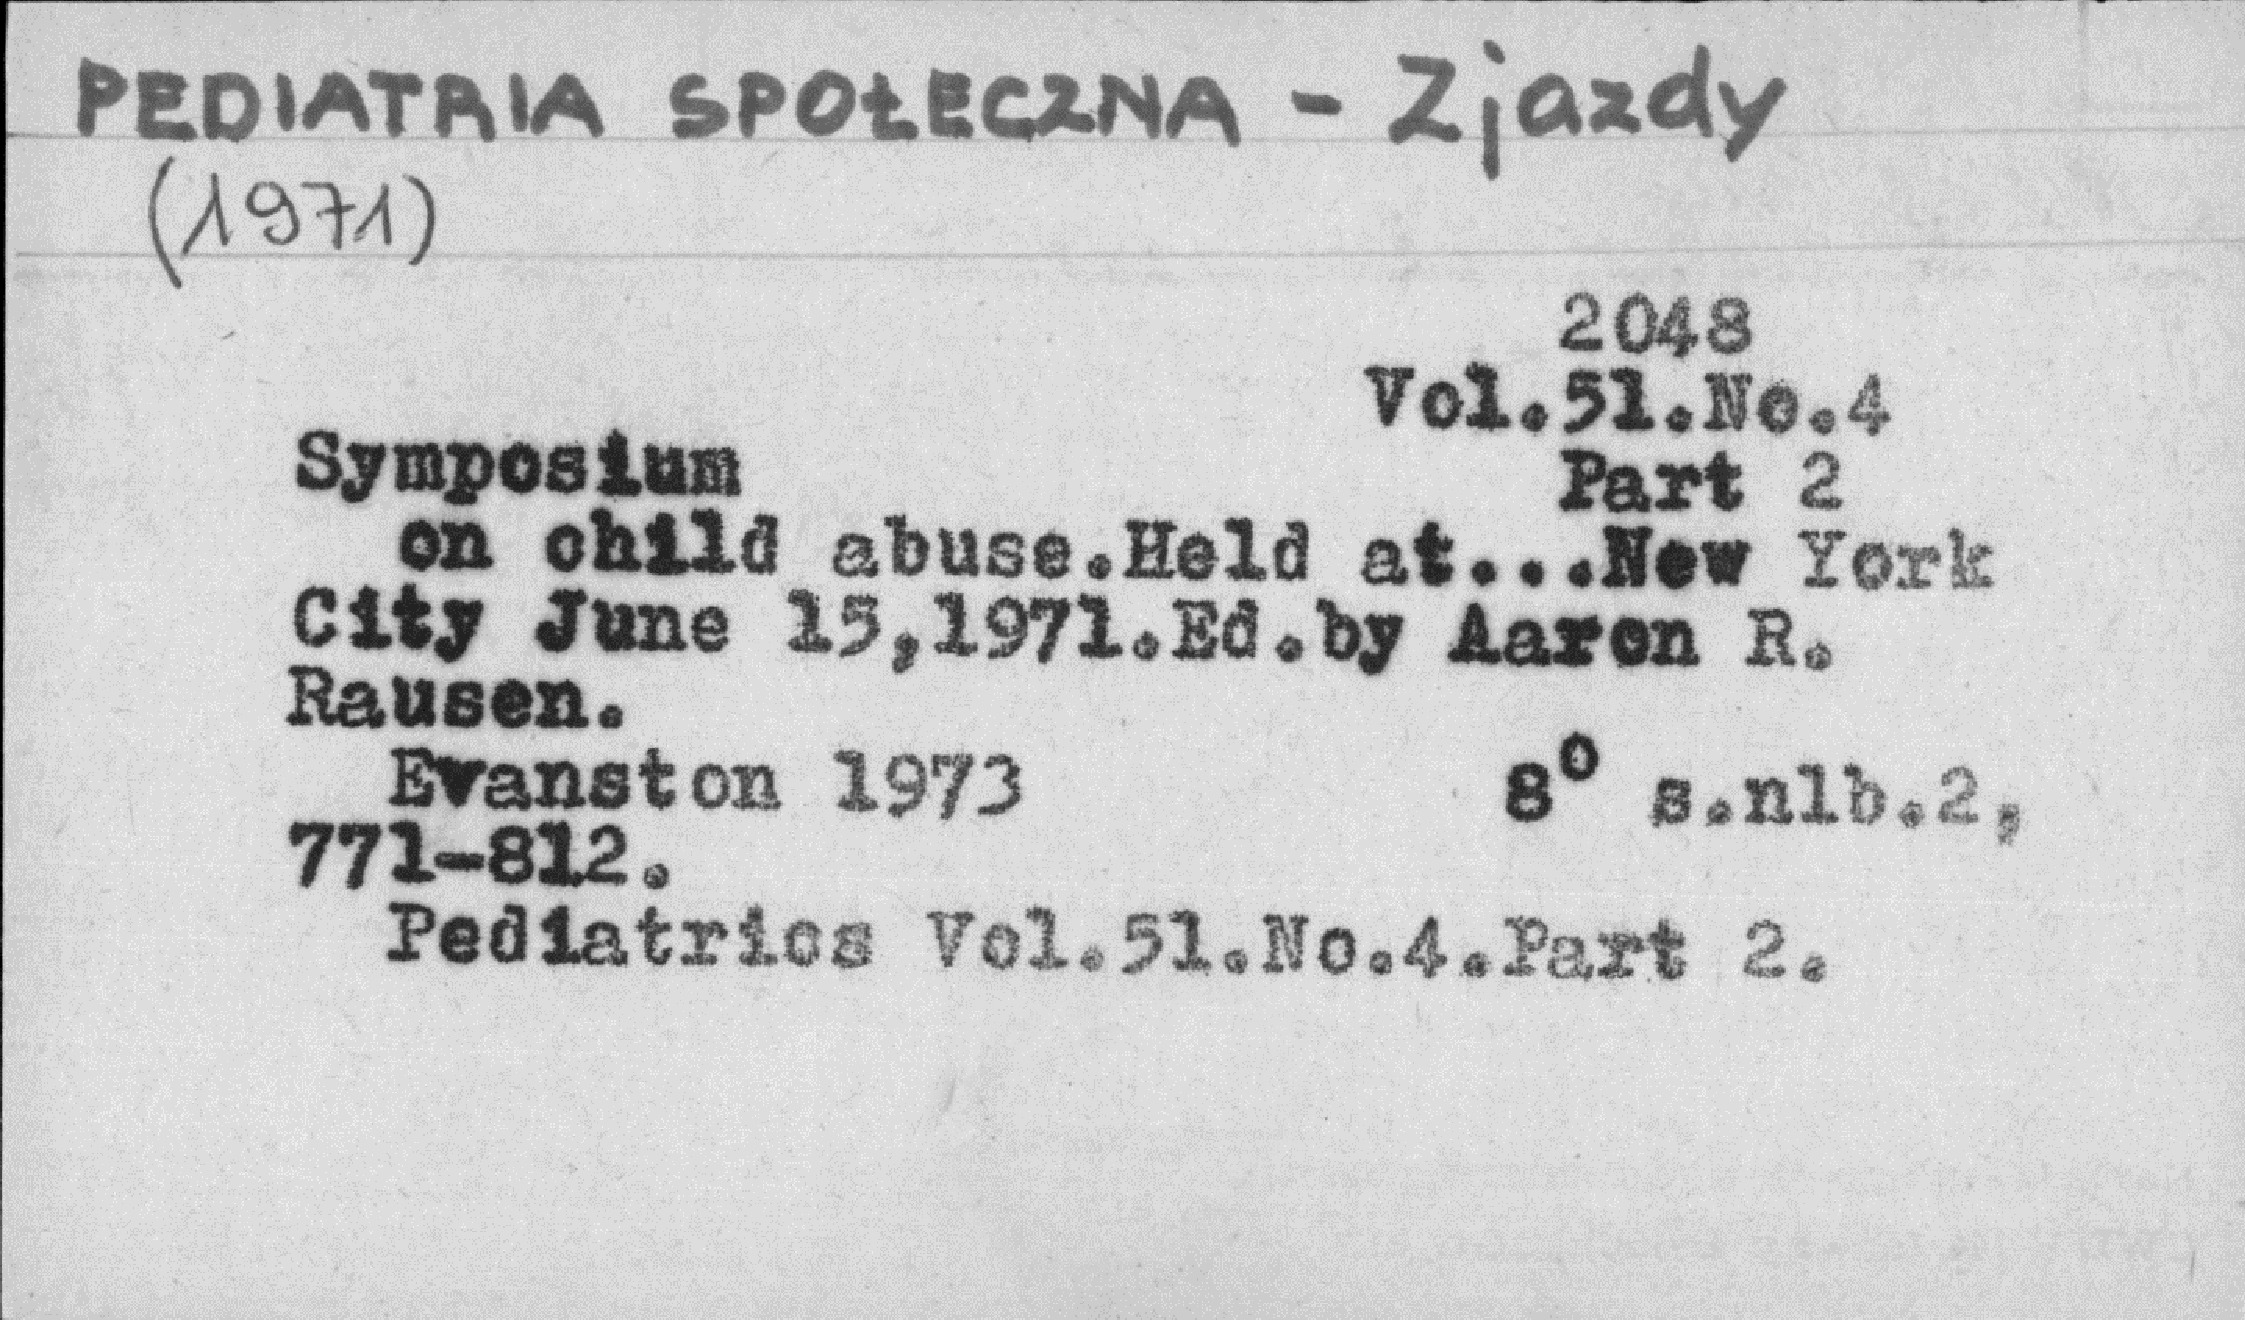 PEDIATRIA SPOŁECZNA - Zjazdy
(1971)
2048
Vol.51.No.4
Symposium
Part 2
on child abuse.Held at...New York
City June 15,1971.Ed.by Aaron R.
Rausen.
Evanston 1973 8° s.nlb.2,
771-812.
Pediatrics Vol.51.No.4.Part 2.